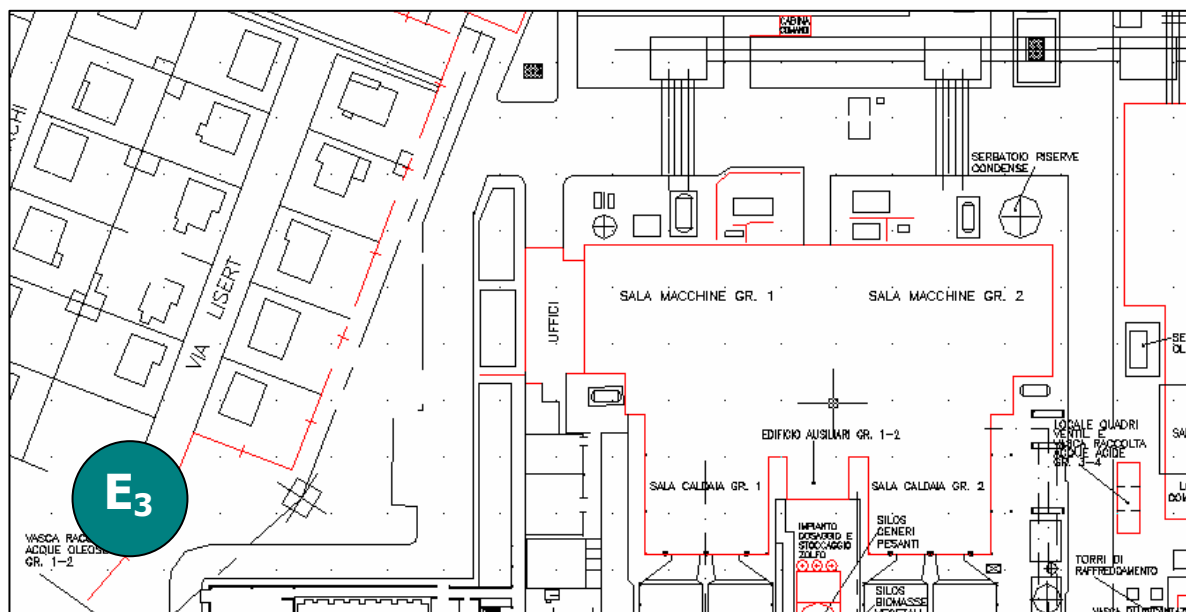 CABINA
COMANDI
SERBATOIO RISERVE
CONDENSE
VIA LISERT
UFFICI
SALA MACCHINE GR. 1
SALA MACCHINE GR. 2
EDIFICIO AUSILIARI GR. 1-2
LOCALE QUADRI
VENTIL E
VASCA RACCOLTA
ACQUE ACIDE
GR. 3-4
SALA CALDAIA GR. 1
SALA CALDAIA GR. 2
E3
VASCA
ACQUE OLEOSE
GR. 1-2
IMPIANTO
DOSAGGIO E
STOCCAGGIO
ZOLFO
SILOS
CENERI
PESANTI
SILOS
BIOMASSE
TORRI DI
RAFFREDDAMENTO